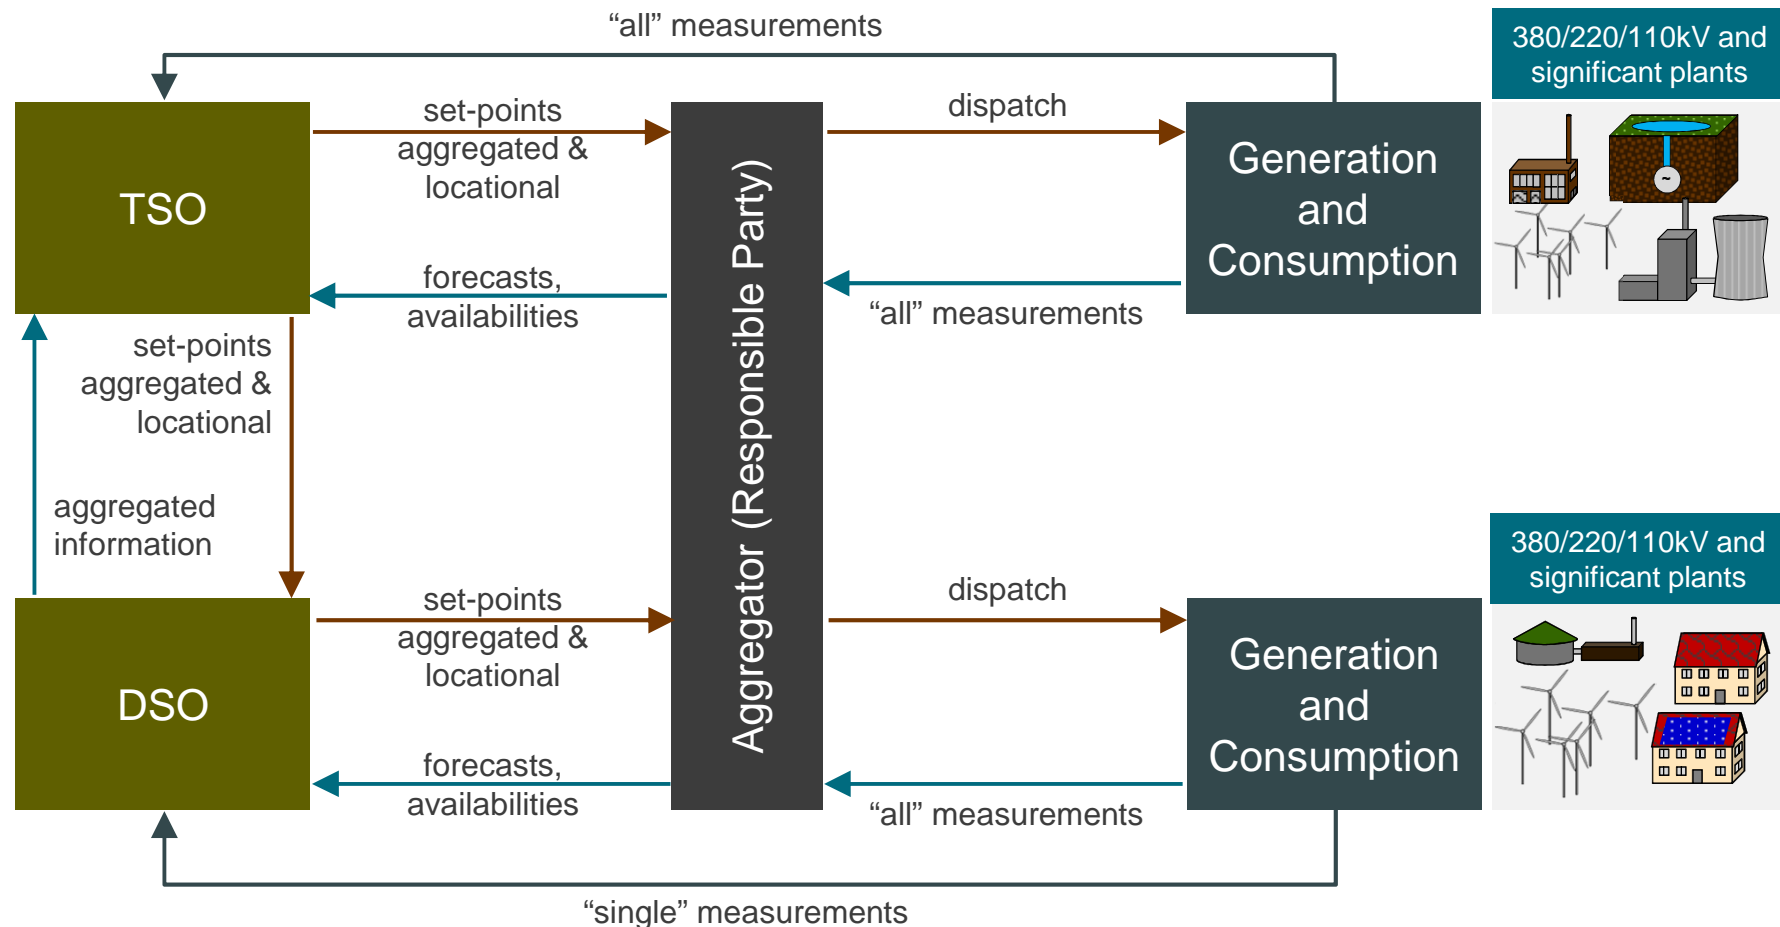 “all” measurements
380/220/110kV and
significant plants
TSO
set-points
aggregated &
locational
forecasts,
availabilities
Aggregator (Responsible Party)
dispatch
“all” measurements
Generation
and
Consumption
~
set-points
aggregated &
locational
aggregated
information
380/220/110kV and
significant plants
DSO
set-points
aggregated &
locational
forecasts,
availabilities
dispatch
“all” measurements
Generation
and
Consumption
“single” measurements